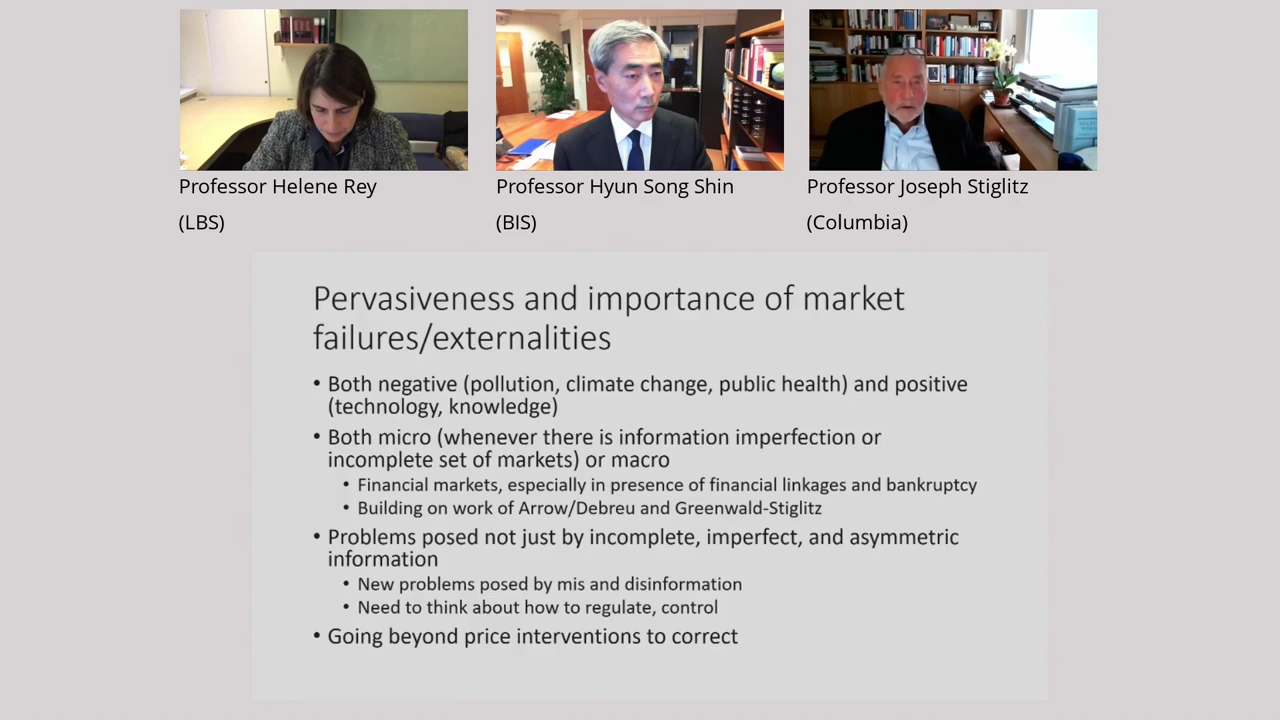 Professor Helene Rey
(LBS)
Professor Hyun Song Shin
(BIS)
Professor Joseph Stiglitz
(Columbia)
Pervasiveness and importance of market
failures/externalities
• Both negative (pollution, climate change, public health) and positive
(technology, knowledge)
• Both micro (whenever there is information imperfection or
incomplete set of markets) or macro
• Financial markets, especially in presence of financial linkages and bankruptcy
• Building on work of Arrow/Debreu and Greenwald-Stiglitz
• Problems posed not just by incomplete, imperfect, and asymmetric
information
• New problems posed by mis and disinformation
• Need to think about how to regulate, control
• Going beyond price interventions to correct